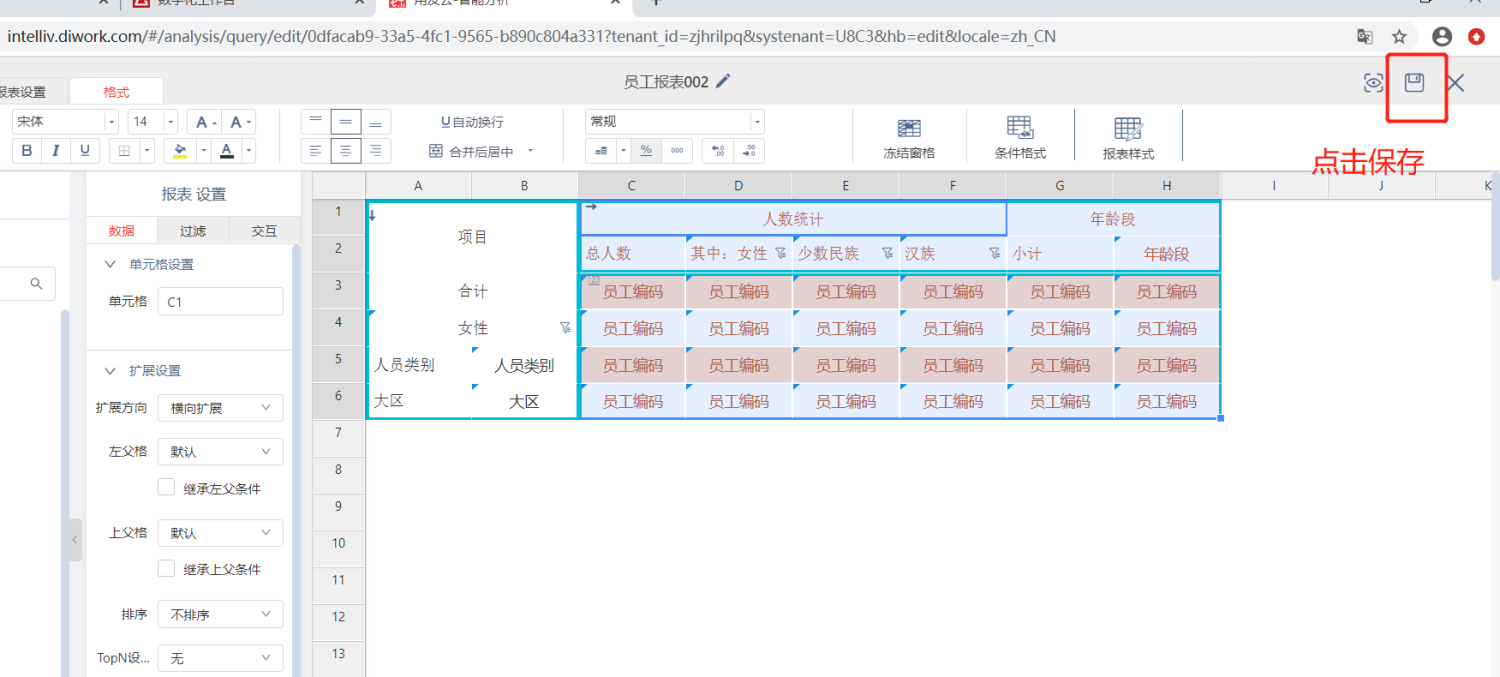 数字化工作台
用友云-智能分析
intelliv.diwork.com/#/analysis/query/edit/0dfacab9-33a5-4fc1-9565-b890c804a331?tenant_id=zjhrilpq&systenant=U8C3&hb=edit&locale=zh_CN
报表设置
格式
员工报表002
宋体
14
A
A
自动换行
常规
B I U
合并后居中
冻结窗格
条件格式
报表样式
点击保存
报表 设置
数据 过滤 交互
单元格设置
单元格 C1
扩展设置
扩展方向 横向扩展
左父格 默认
继承左父条件
上父格 默认
继承上父条件
排序 不排序
TopN设... 无
A B C D E F G H I J K
1 项目 人数统计 年龄段
2 总人数 其中：女性 少数民族 汉族 小计 年龄段
3 合计 123 员工编码 员工编码 员工编码 员工编码 员工编码 员工编码
4 女性 员工编码 员工编码 员工编码 员工编码 员工编码 员工编码
5 人员类别 人员类别 员工编码 员工编码 员工编码 员工编码 员工编码 员工编码
6 大区 大区 员工编码 员工编码 员工编码 员工编码 员工编码 员工编码
7
8
9
10
11
12
13